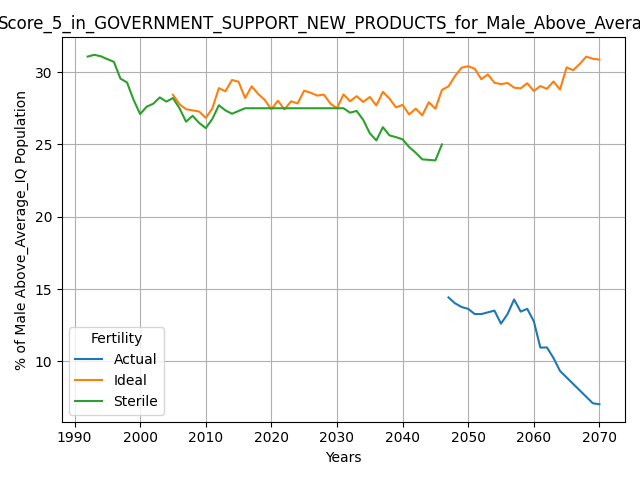 Score_5_in_GOVERNMENT_SUPPORT_NEW_PRODUCTS_for_Male_Above_Avera
% of Male Above_Average_IQ Population
30
25
20
15
10
Fertility
Actual
Ideal
Sterile
1990 2000 2010 2020 2030 2040 2050 2060 2070
Years